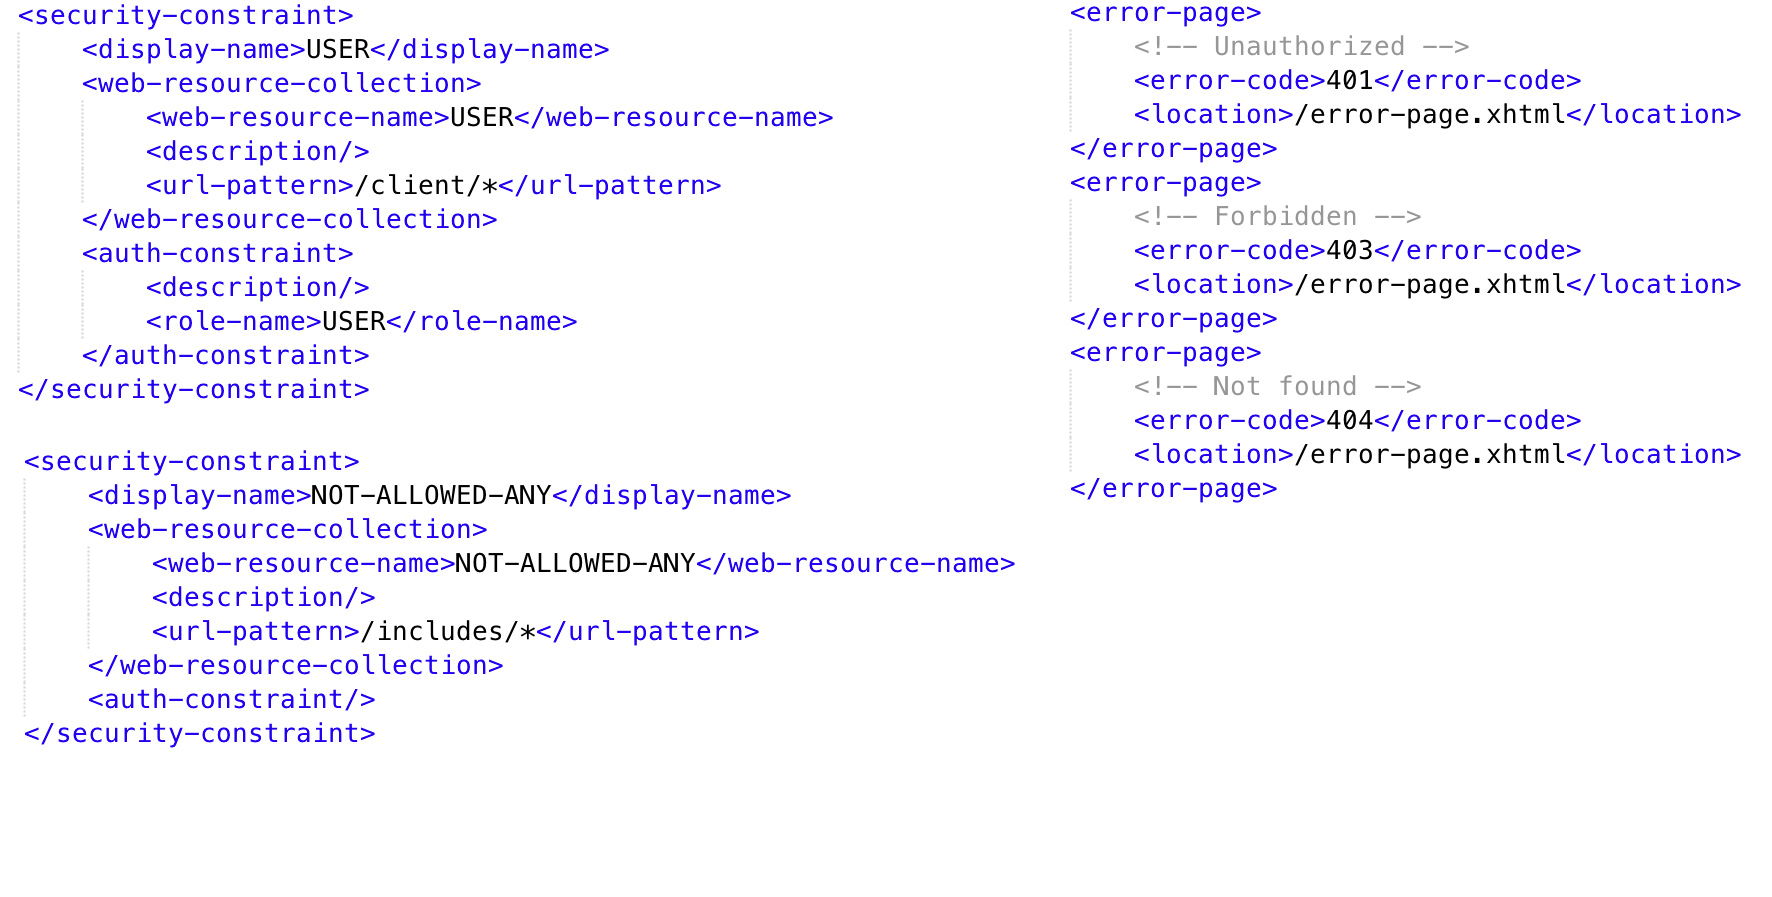 <security-constraint>
<display-name>USER</display-name>
<web-resource-collection>
<web-resource-name>USER</web-resource-name>
<description/>
<url-pattern>/client/*</url-pattern>
</web-resource-collection>
<auth-constraint>
<description/>
<role-name>USER</role-name>
</auth-constraint>
</security-constraint>
<security-constraint>
<display-name>NOT-ALLOWED-ANY</display-name>
<web-resource-collection>
<web-resource-name>NOT-ALLOWED-ANY</web-resource-name>
<description/>
<url-pattern>/includes/*</url-pattern>
</web-resource-collection>
<auth-constraint/>
</security-constraint>
<error-page>
<!-- Unauthorized -->
<error-code>401</error-code>
<location>/error-page.xhtml</location>
</error-page>
<error-page>
<!-- Forbidden -->
<error-code>403</error-code>
<location>/error-page.xhtml</location>
</error-page>
<error-page>
<!-- Not found -->
<error-code>404</error-code>
<location>/error-page.xhtml</location>
</error-page>